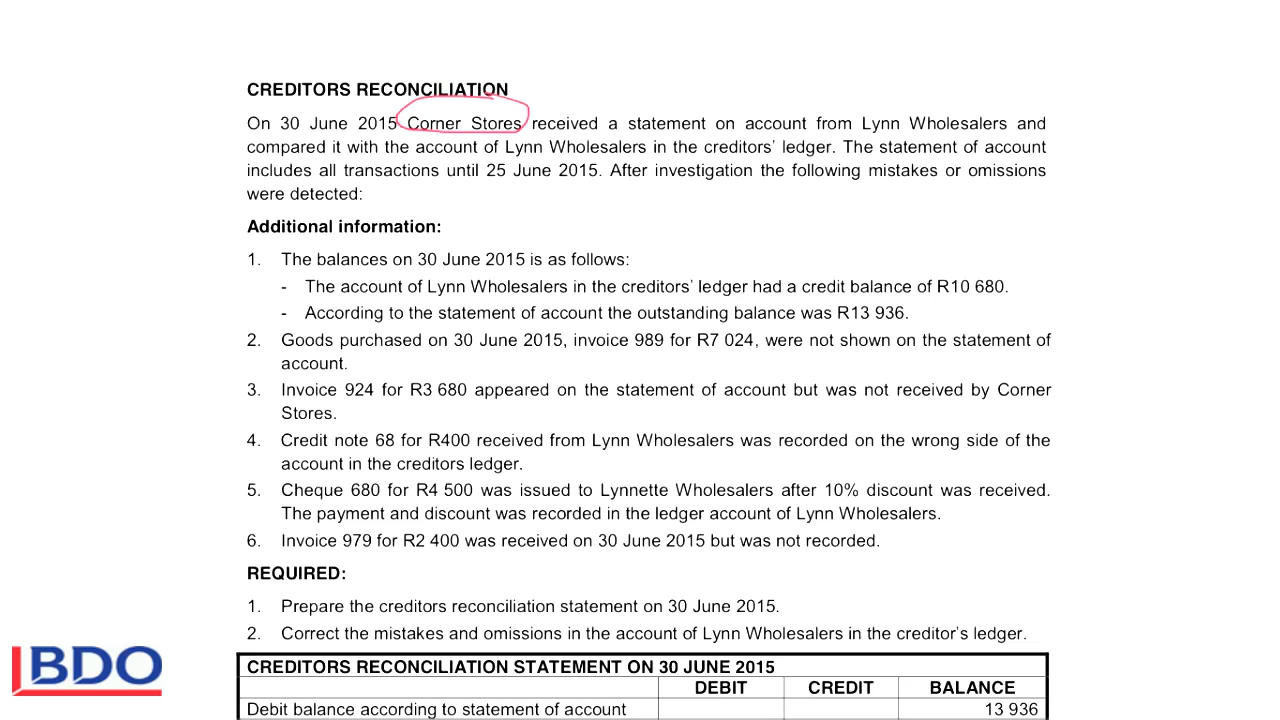 CREDITORS RECONCILIATION
On 30 June 2015 Corner Stores received a statement on account from Lynn Wholesalers and
compared it with the account of Lynn Wholesalers in the creditors' ledger. The statement of account
includes all transactions until 25 June 2015. After investigation the following mistakes or omissions
were detected:
Additional information:
1. The balances on 30 June 2015 is as follows:
- The account of Lynn Wholesalers in the creditors' ledger had a credit balance of R10 680.
- According to the statement of account the outstanding balance was R13 936.
2. Goods purchased on 30 June 2015, invoice 989 for R7 024, were not shown on the statement of
account.
3. Invoice 924 for R3 680 appeared on the statement of account but was not received by Corner
Stores.
4. Credit note 68 for R400 received from Lynn Wholesalers was recorded on the wrong side of the
account in the creditors ledger.
5. Cheque 680 for R4 500 was issued to Lynnette Wholesalers after 10% discount was received.
The payment and discount was recorded in the ledger account of Lynn Wholesalers.
6. Invoice 979 for R2 400 was received on 30 June 2015 but was not recorded.
REQUIRED:
1. Prepare the creditors reconciliation statement on 30 June 2015.
2. Correct the mistakes and omissions in the account of Lynn Wholesalers in the creditor's ledger.
BDO
CREDITORS RECONCILIATION STATEMENT ON 30 JUNE 2015
DEBIT CREDIT BALANCE
Debit balance according to statement of account 13 936